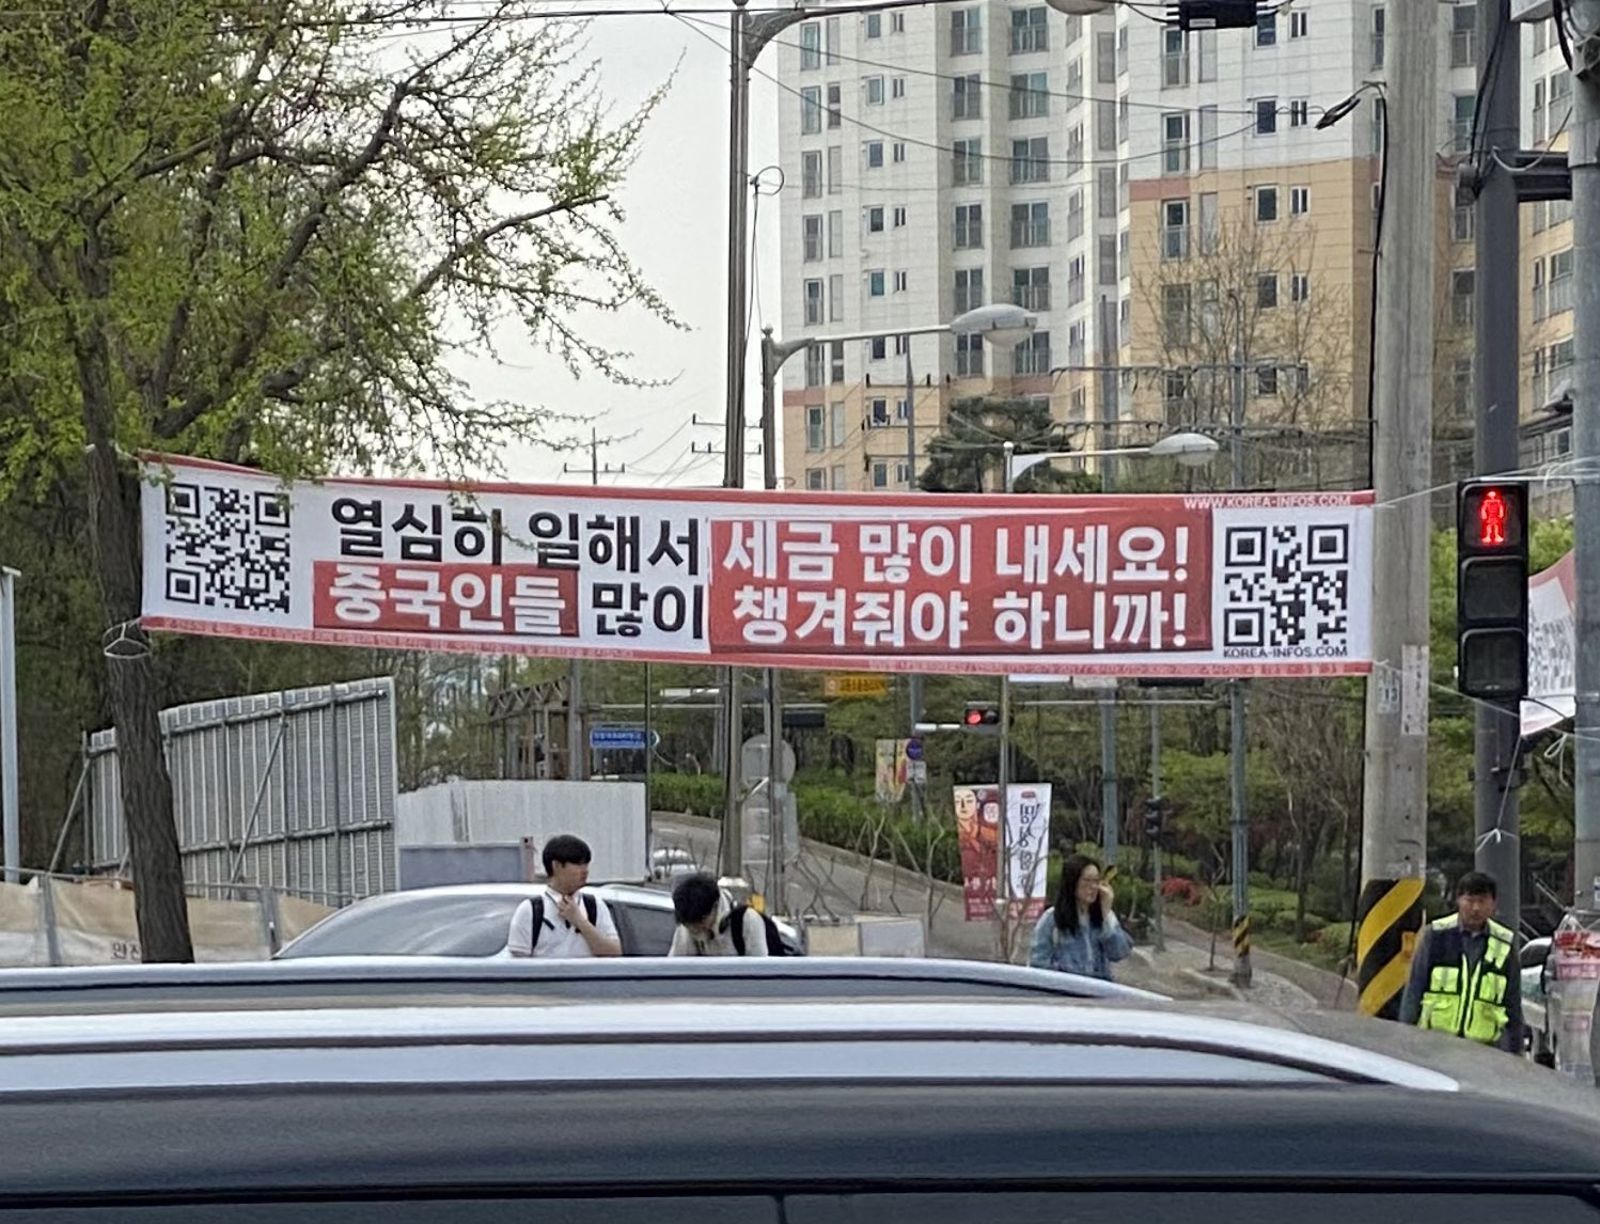 WWW.KOREA-INFOS.COM
열심히 일해서 세금 많이 내세요!
중국인들 많이 챙겨줘야 하니까!
KOREA-INFOS.COM